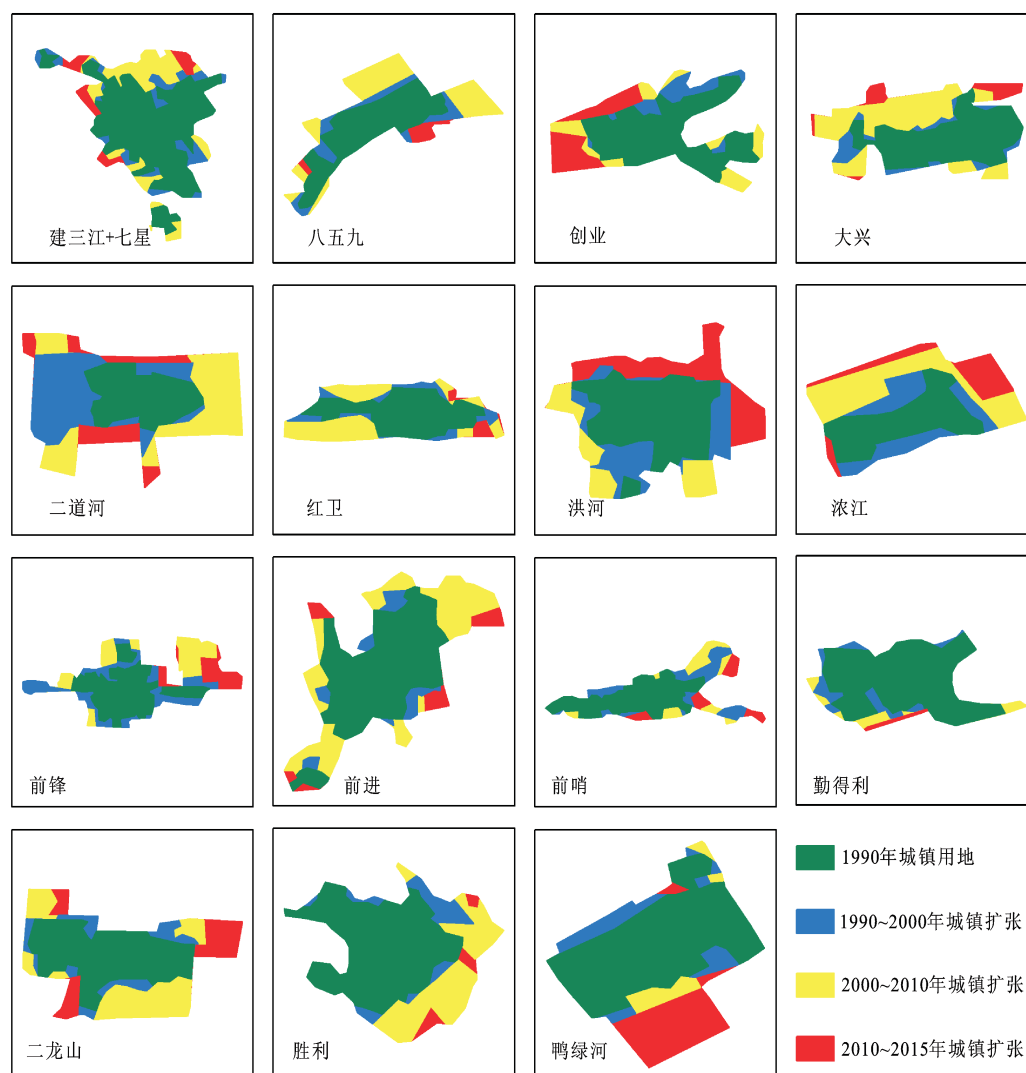 建三江+七星
八五九
创业
大兴
二道河
红卫
洪河
浓江
前锋
前进
前哨
勤得利
二龙山
胜利
鸭绿河
1990年城镇用地
1990~2000年城镇扩张
2000~2010年城镇扩张
2010~2015年城镇扩张